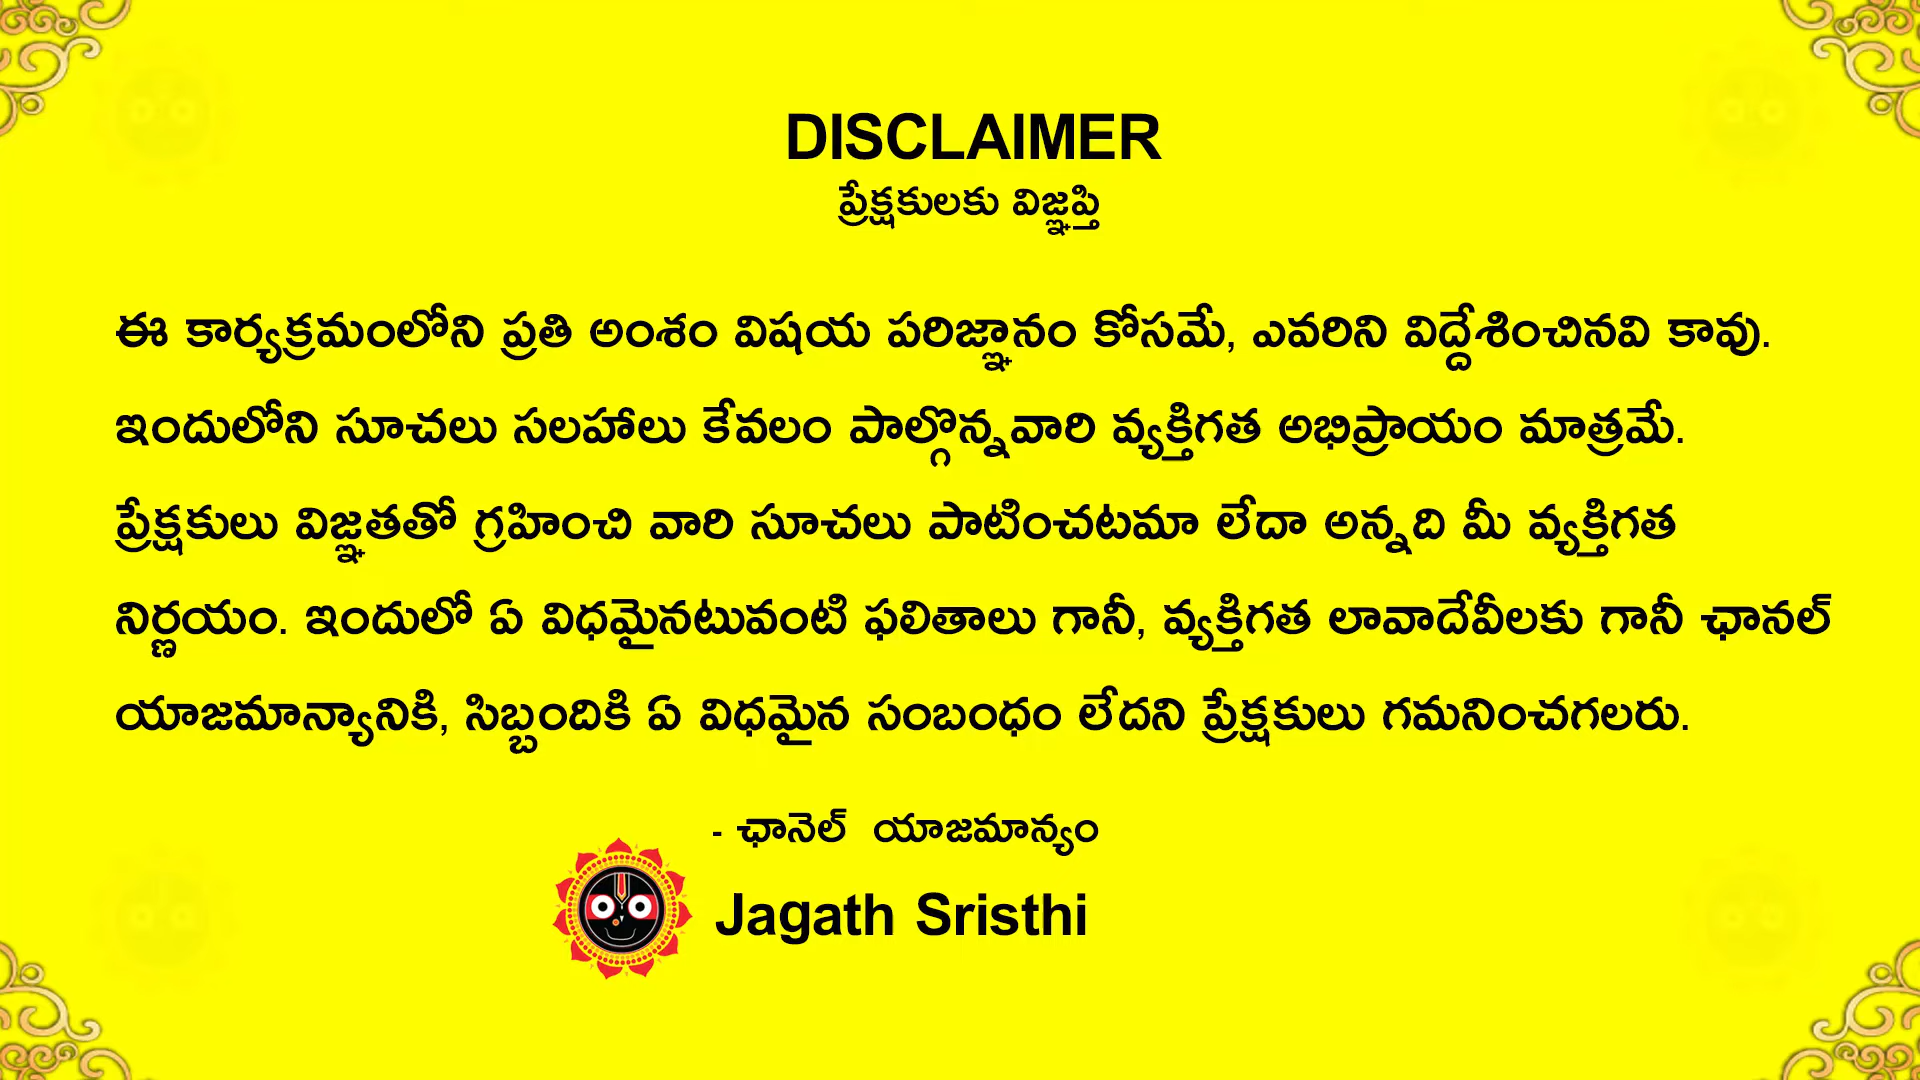 DISCLAIMER
ప్రేక్షకులకు విజ్ఞప్తి
ఈ కార్యక్రమంలోని ప్రతి అంశం విషయ పరిజ్ఞానం కోసమే, ఎవరిని విద్దేశించినవి కావు.
ఇందులోని సూచలు సలహాలు కేవలం పాల్గొన్నవారి వ్యక్తిగత అభిప్రాయం మాత్రమే.
ప్రేక్షకులు విజ్ఞతతో గ్రహించి వారి సూచలు పాటించటమా లేదా అన్నది మీ వ్యక్తిగత
నిర్ణయం. ఇందులో ఏ విధమైనటువంటి ఫలితాలు గానీ, వ్యక్తిగత లావాదేవీలకు గానీ ఛానల్
యాజమాన్యానికి, సిబ్బందికి ఏ విధమైన సంబంధం లేదని ప్రేక్షకులు గమనించగలరు.
- ఛానెల్ యాజమాన్యం
Jagath Sristhi